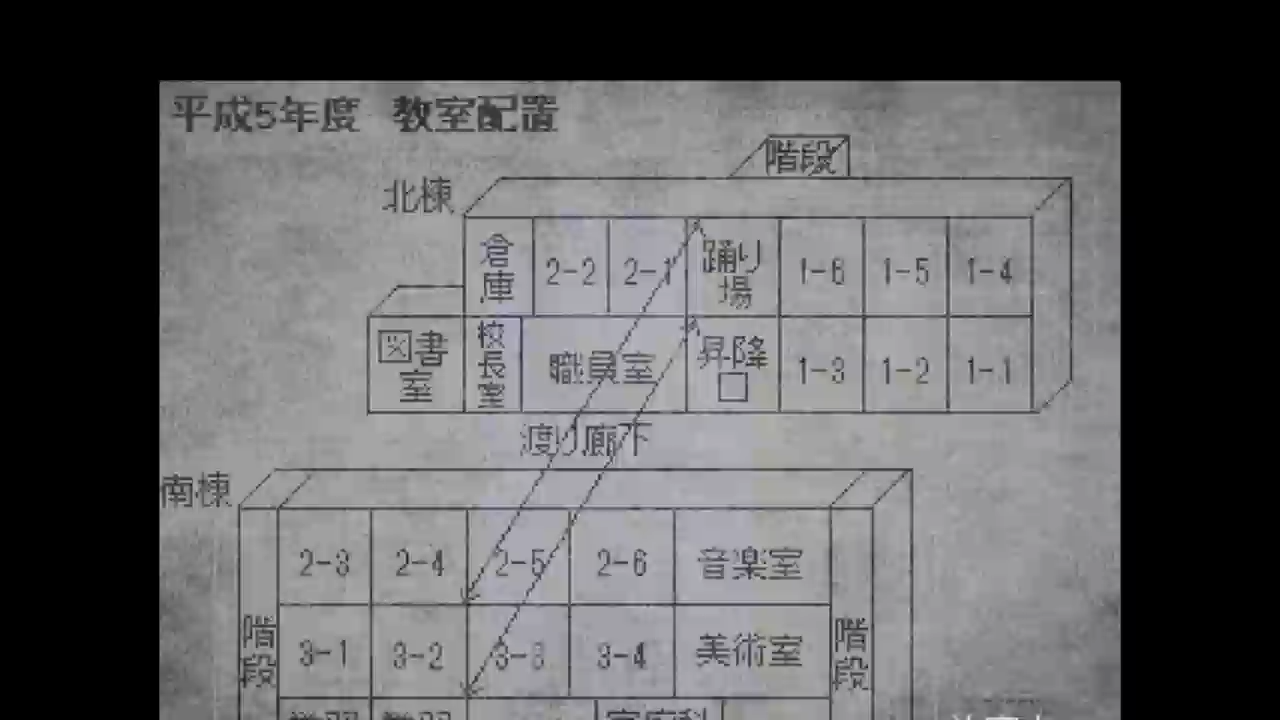 平成5年度 教室配置
階段
北棟
倉庫 2-2 2-1 踊り場 1-6 1-5 1-4
図書室 校長室 職員室 昇降口 1-3 1-2 1-1
渡り廊下
南棟
2-3 2-4 2-5 2-6 音楽室
階段 3-1 3-2 3-3 3-4 美術室 階段